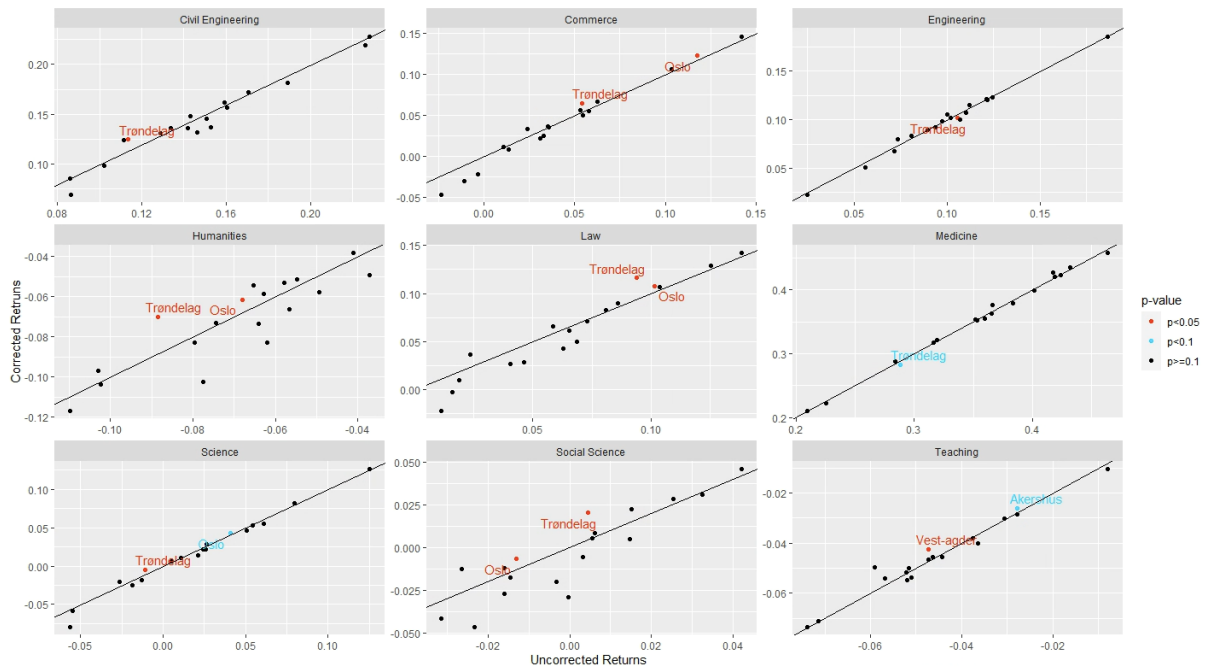 Civil Engineering
Commerce
Engineering
0.20
0.15
0.10
Trøndelag
0.08
0.12
0.16
0.20
0.15
0.10
0.05
0.00
-0.05
Oslo
Trøndelag
0.00
0.05
0.10
0.15
0.15
0.10
0.05
Trøndelag
0.05
0.10
0.15
Humanities
Law
Medicine
-0.04
-0.06
-0.08
-0.10
-0.12
Trøndelag
Oslo
-0.10
-0.08
-0.06
-0.04
0.15
0.10
0.05
0.00
Trøndelag
Oslo
0.05
0.10
0.4
0.3
0.2
Trøndelag
0.2
0.3
0.4
Science
Social Science
Teaching
0.10
0.05
0.00
-0.05
Oslo
Trøndelag
-0.05
0.00
0.05
0.10
0.050
0.025
0.000
-0.025
-0.050
Trøndelag
Oslo
-0.02
0.00
0.02
0.04
-0.02
-0.04
-0.06
Akershus
Vest-agder
-0.06
-0.04
-0.02
Corrected Retruns
Uncorrected Returns
p-value
p<0.05
p<0.1
p>=0.1